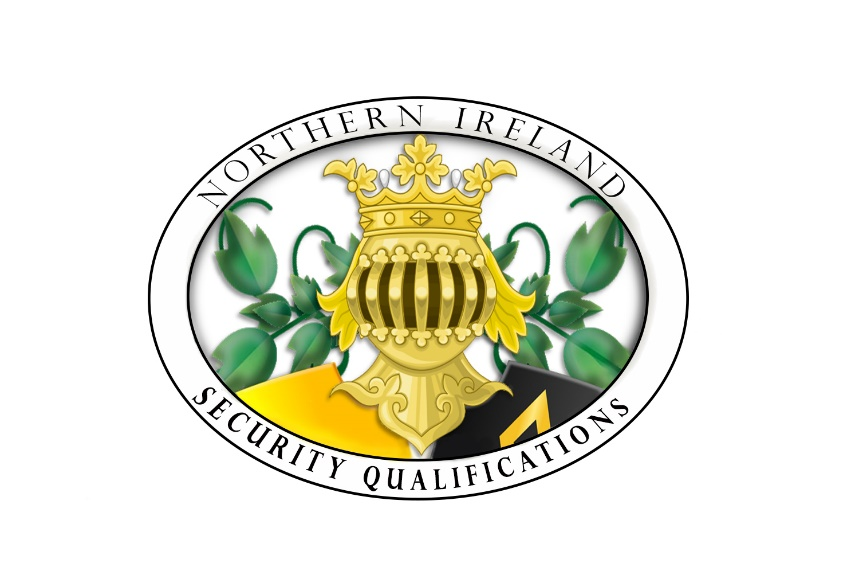 NORTHERN IRELAND
SECURITY QUALIFICATIONS